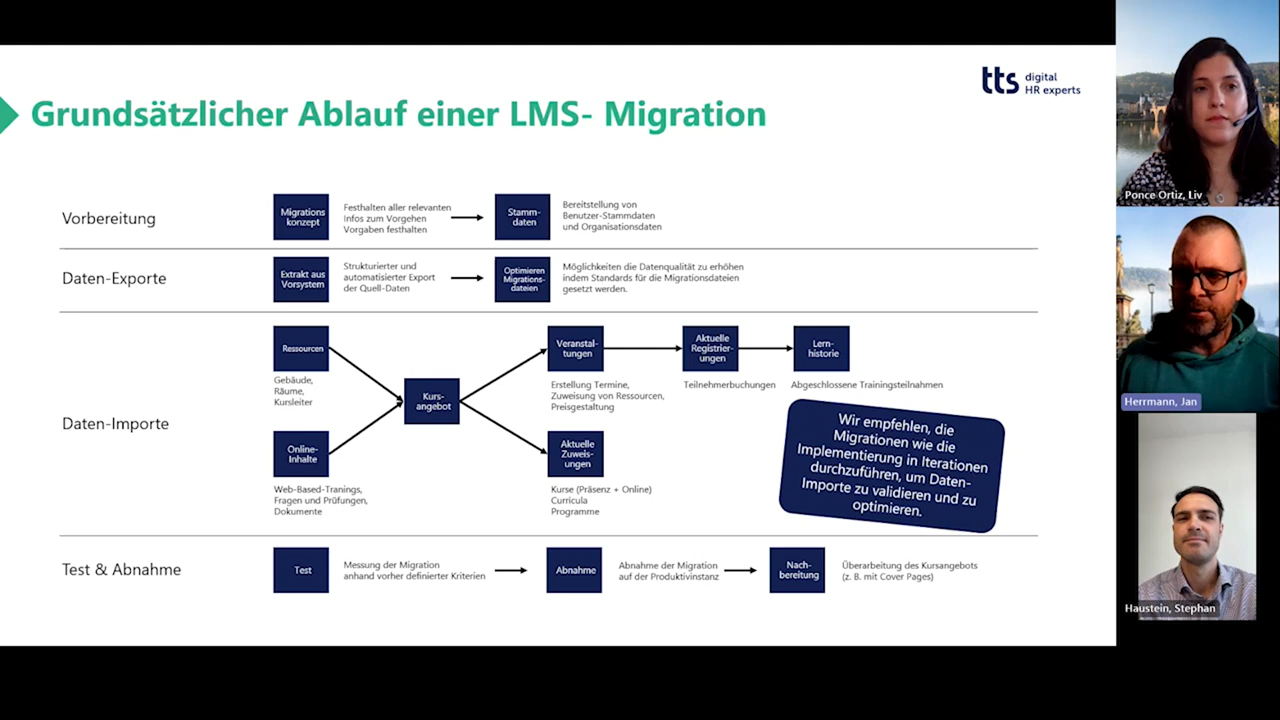 tts digital
HR experts
Grundsätzlicher Ablauf einer LMS- Migration
Vorbereitung
Migrations
konzept
Festhalten aller relevanten
Infos zum Vorgehen
Vorgaben festhalten
Stamm-
daten
Bereitstellung von
Benutzer-Stammdaten
und Organisationsdaten
Daten-Exporte
Extrakt aus
Vorsystem
Strukturierter und
automatisierter Export
der Quell-Daten
Optimieren
Migrations-
dateien
Möglichkeiten die Datenqualität zu erhöhen
indem Standards für die Migrationsdateien
gesetzt werden.
Daten-Importe
Ressourcen
Gebäude,
Räume,
Kursleiter
Online-
Inhalte
Web-Based-Tranings,
Fragen und Prüfungen,
Dokumente
Kurs-
angebot
Veranstal-
tungen
Erstellung Termine,
Zuweisung von Ressourcen,
Preisgestaltung
Aktuelle
Registrier-
ungen
Teilnehmerbuchungen
Lern-
historie
Abgeschlossene Trainingsteilnahmen
Aktuelle
Zuweis-
ungen
Kurse (Präsenz + Online)
Curricula
Programme
Wir empfehlen, die
Migrationen wie die
Implementierung in Iterationen
durchzuführen, um Daten-
Importe zu validieren und zu
optimieren.
Test & Abnahme
Test
Messung der Migration
anhand vorher definierter Kriterien
Abnahme
Abnahme der Migration
auf der Produktivinstanz
Nach-
bereitung
Überarbeitung des Kursangebots
(z. B. mit Cover Pages)
Ponce Ortiz, Liv
Herrmann, Jan
Haustein, Stephan